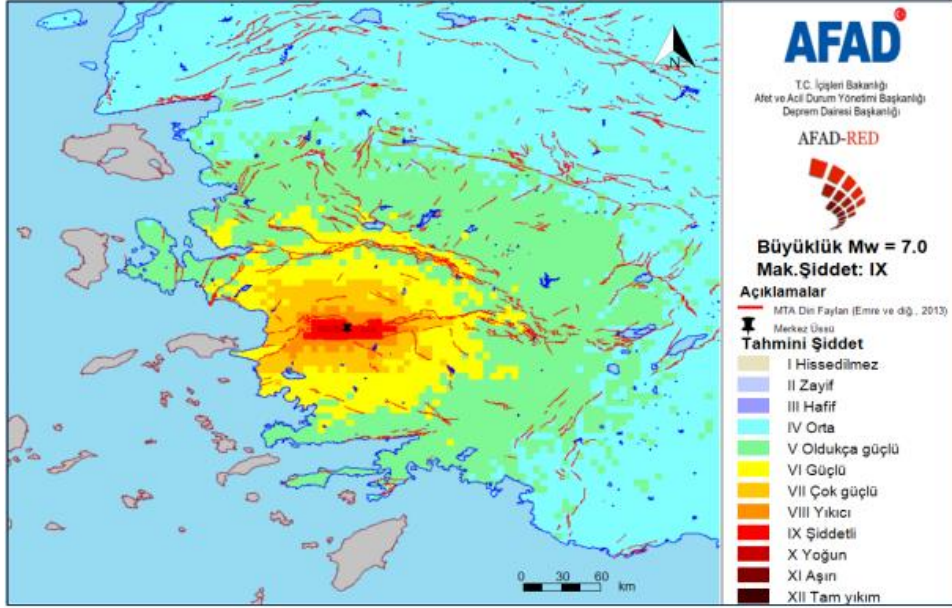 N
0 30 60
km
AFAD
T.C. İçişleri Bakanlığı
Afet ve Acil Durum Yönetimi Başkanlığı
Deprem Dairesi Başkanlığı
AFAD-RED
Büyüklük Mw = 7.0
Mak.Şiddet: IX
Açıklamalar
MTA Diri Fayları (Emre ve diğ., 2013)
Merkez Üssü
Tahmini Şiddet
I Hissedilmez
II Zayif
III Hafif
IV Orta
V Oldukça güçlü
VI Güçlü
VII Çok güçlü
VIII Yıkıcı
IX Şiddetli
X Yoğun
XI Aşırı
XII Tam yıkım